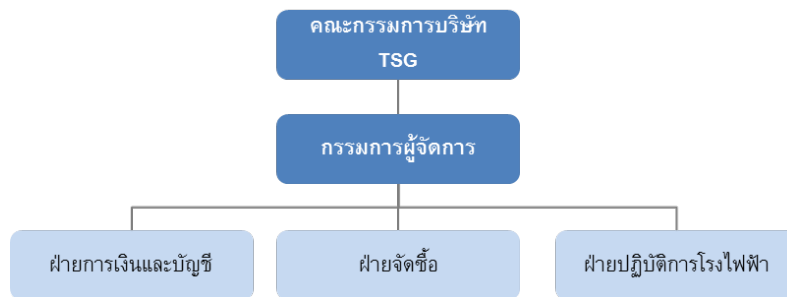 คณะกรรมการบริษัท
TSG
กรรมการผู้จัดการ
ฝ่ายการเงินและบัญชี
ฝ่ายจัดซื้อ
ฝ่ายปฏิบัติการโรงไฟฟ้า